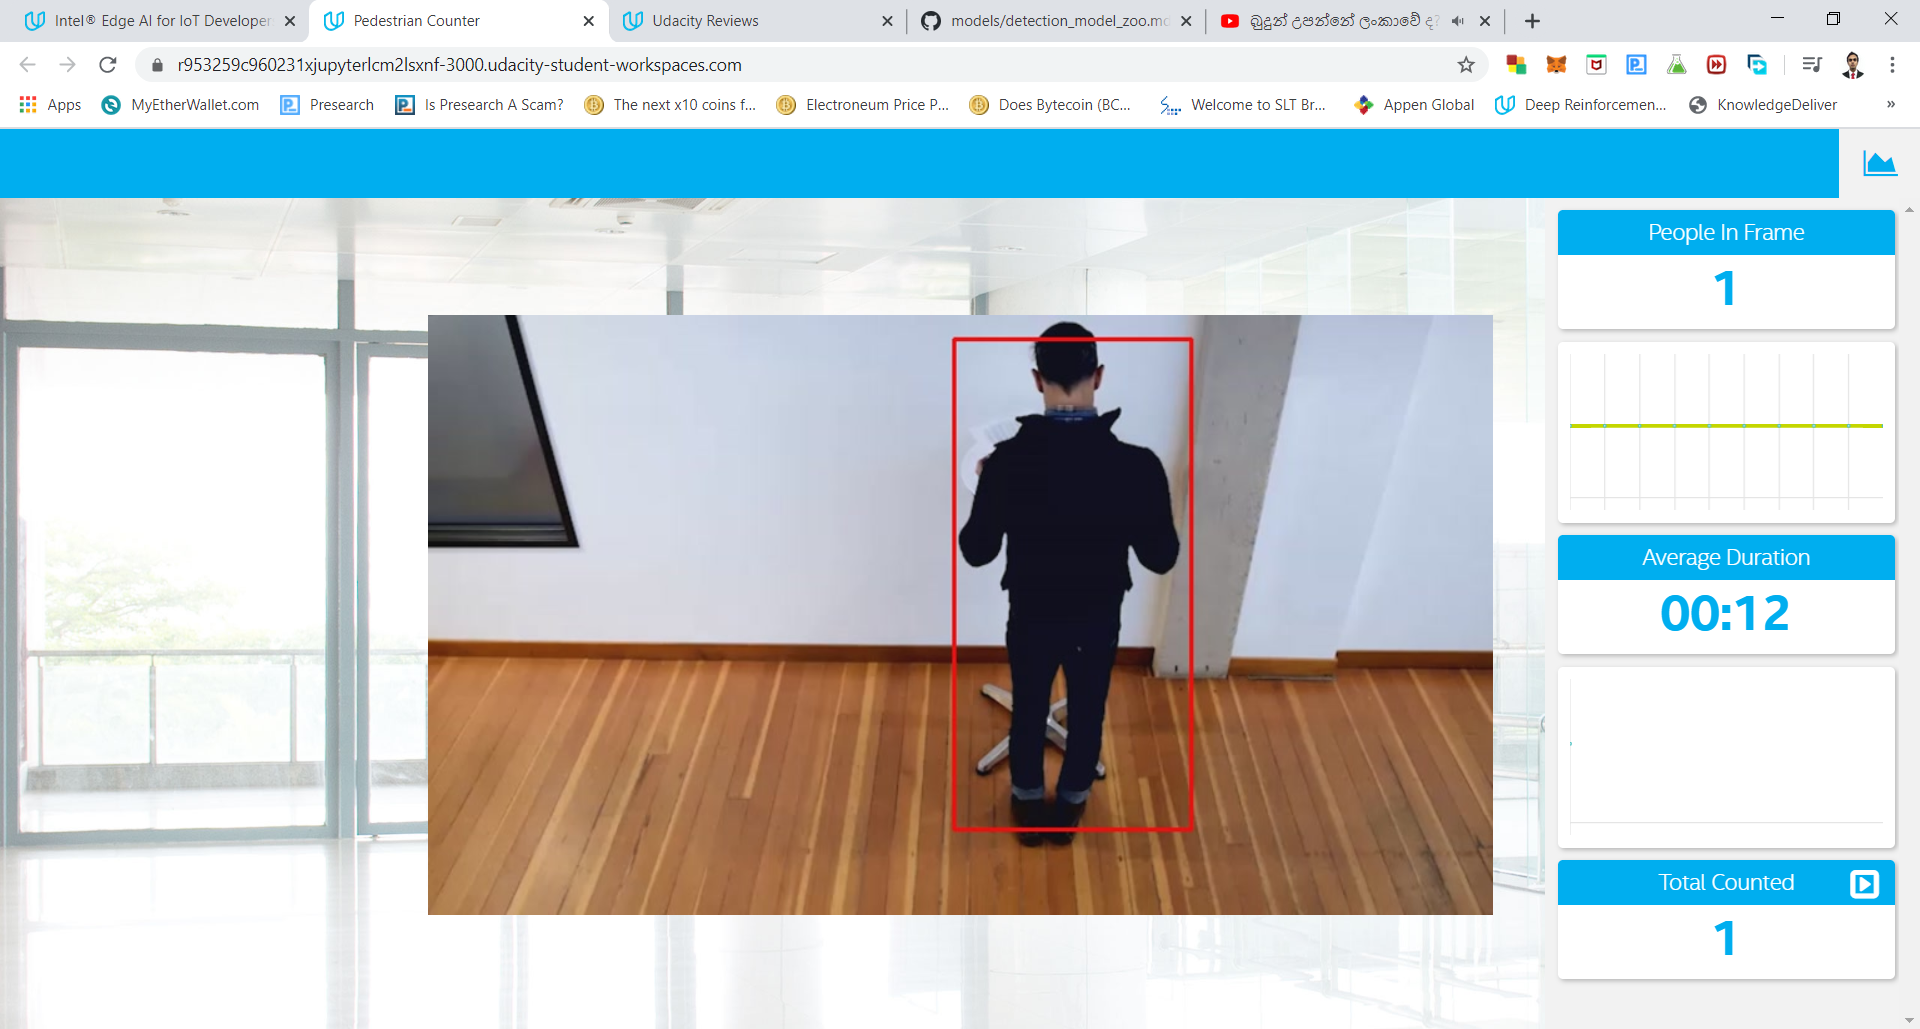 Intel® Edge AI for IoT Developer
Pedestrian Counter
Udacity Reviews
models/detection_model_zoo.md
බුදුන් උපන්නේ ලංකාවේ ද?
r953259c960231xjupyterlcm2lsxnf-3000.udacity-student-workspaces.com
Apps
MyEtherWallet.com
Presearch
Is Presearch A Scam?
The next x10 coins f...
Electroneum Price P...
Does Bytecoin (BC...
Welcome to SLT Br...
Appen Global
Deep Reinforcemen...
KnowledgeDeliver
»
People In Frame
1
Average Duration
00:12
Total Counted
1